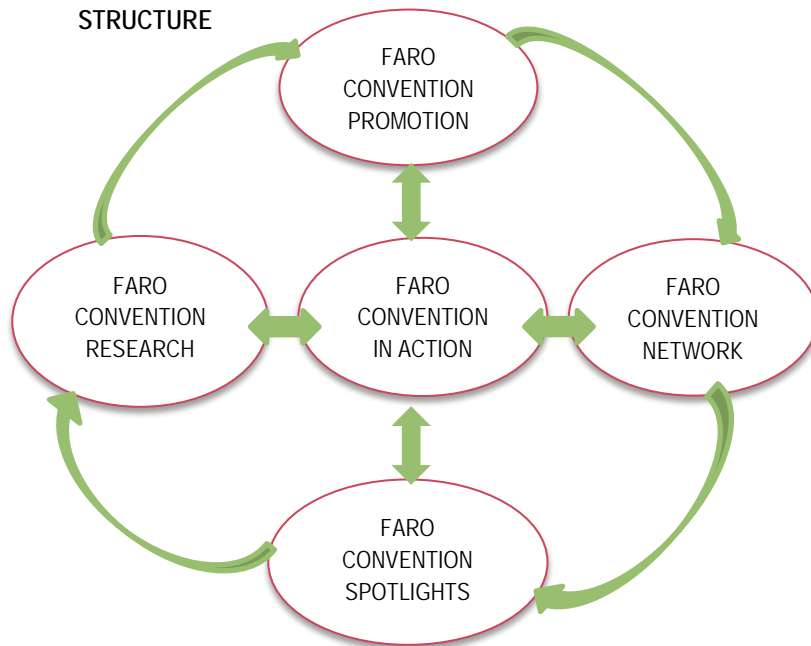 STRUCTURE
FARO
CONVENTION
PROMOTION
FARO
CONVENTION
RESEARCH
FARO
CONVENTION
IN ACTION
FARO
CONVENTION
NETWORK
FARO
CONVENTION
SPOTLIGHTS